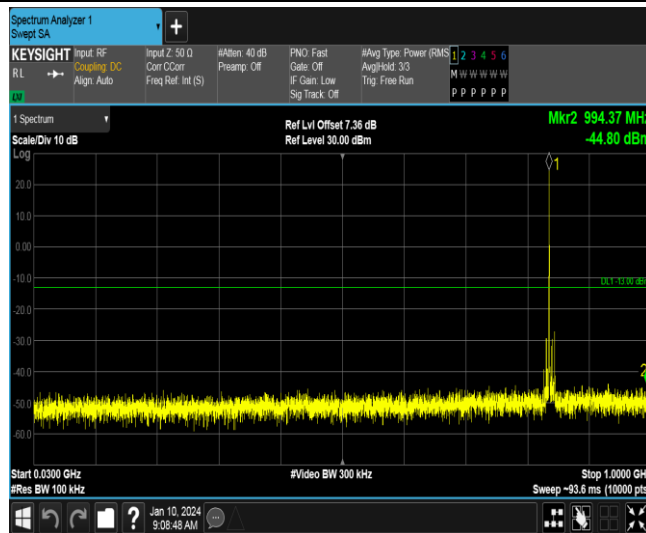 Spectrum Analyzer 1
Swept SA
KEYSIGHT
RL
Input: RF
Coupling: DC
Align: Auto
Input Z: 50 Ω
Corr CCorr
Freq Ref: Int (S)
#Atten: 40 dB
Preamp: Off
PNO: Fast
Gate: Off
IF Gain: Low
Sig Track: Off
#Avg Type: Power (RMS
Avg|Hold: 3/3
Trig: Free Run
1 2 3 4 5 6
M W W W W W
P P P P P P
1 Spectrum
Scale/Div 10 dB
Log
Ref Lvl Offset 7.36 dB
Ref Level 30.00 dBm
Mkr2 994.37 MHz
-44.80 dBm
1
20.0
10.0
0.00
-10.0
DL1 -13.00 dBm
-20.0
-30.0
-40.0
2
-50.0
-60.0
Start 0.0300 GHz
#Res BW 100 kHz
#Video BW 300 kHz
Stop 1.0000 GH
Sweep ~93.6 ms (10000 pts
?
Jan 10, 2024
9:08:48 AM